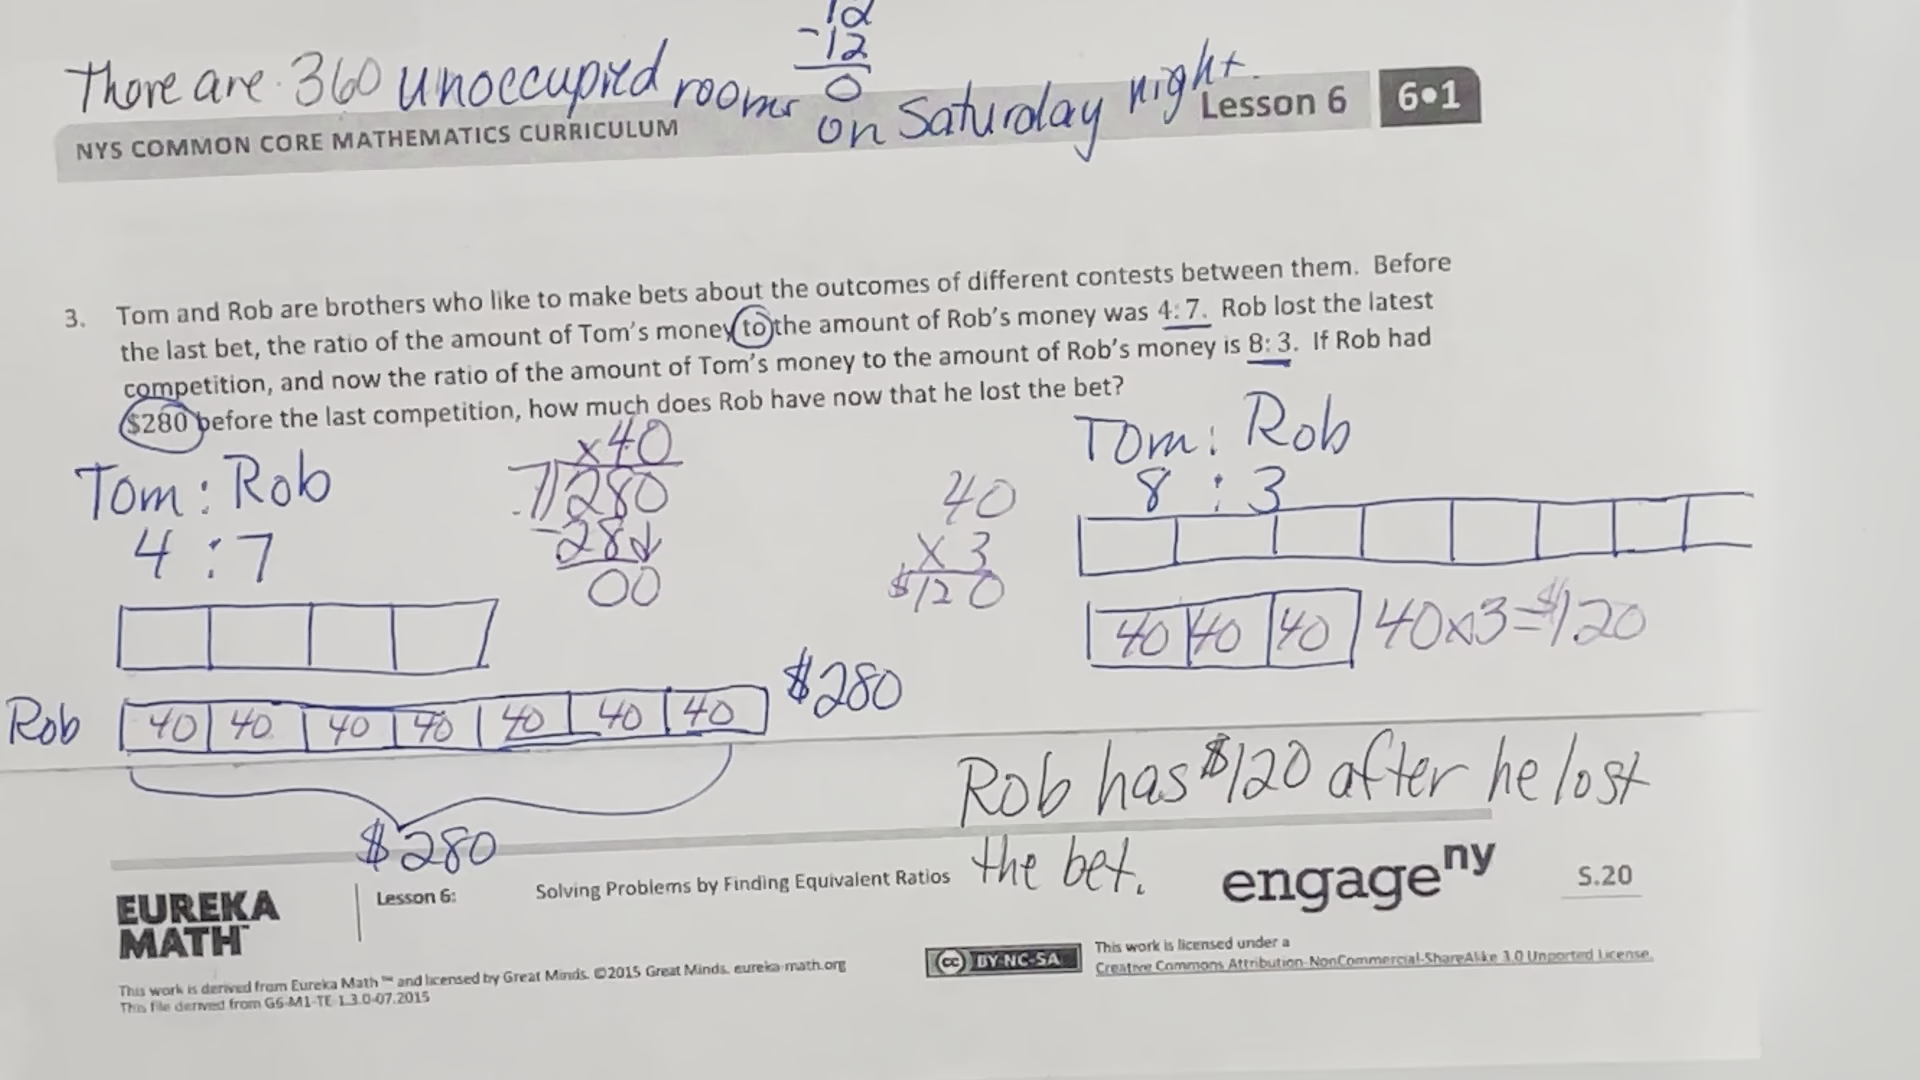 12
-12
0
There are 360 unoccupied rooms on Saturday night.
NYS COMMON CORE MATHEMATICS CURRICULUM
Lesson 6
6•1
3. Tom and Rob are brothers who like to make bets about the outcomes of different contests between them. Before
the last bet, the ratio of the amount of Tom's money to the amount of Rob's money was 4: 7. Rob lost the latest
competition, and now the ratio of the amount of Tom's money to the amount of Rob's money is 8: 3. If Rob had
$280 before the last competition, how much does Rob have now that he lost the bet?
Tom : Rob
4 : 7
x40
7 280
-28
00
40
x 3
$120
Tom : Rob
8 : 3
40 40 40 40x3=$120
Rob 40 40 40 40 40 40 40 $280
$280
Rob has $120 after he lost
the bet.
EUREKA
MATH™
Lesson 6:
Solving Problems by Finding Equivalent Ratios
engageny
S.20
This work is derived from Eureka Math ™ and licensed by Great Minds. ©2015 Great Minds. eureka-math.org
This file derived from G6-M1-TE-1.3.0-07.2015
cc BY-NC-SA
This work is licensed under a
Creative Commons Attribution-NonCommercial-ShareAlike 3.0 Unported License.